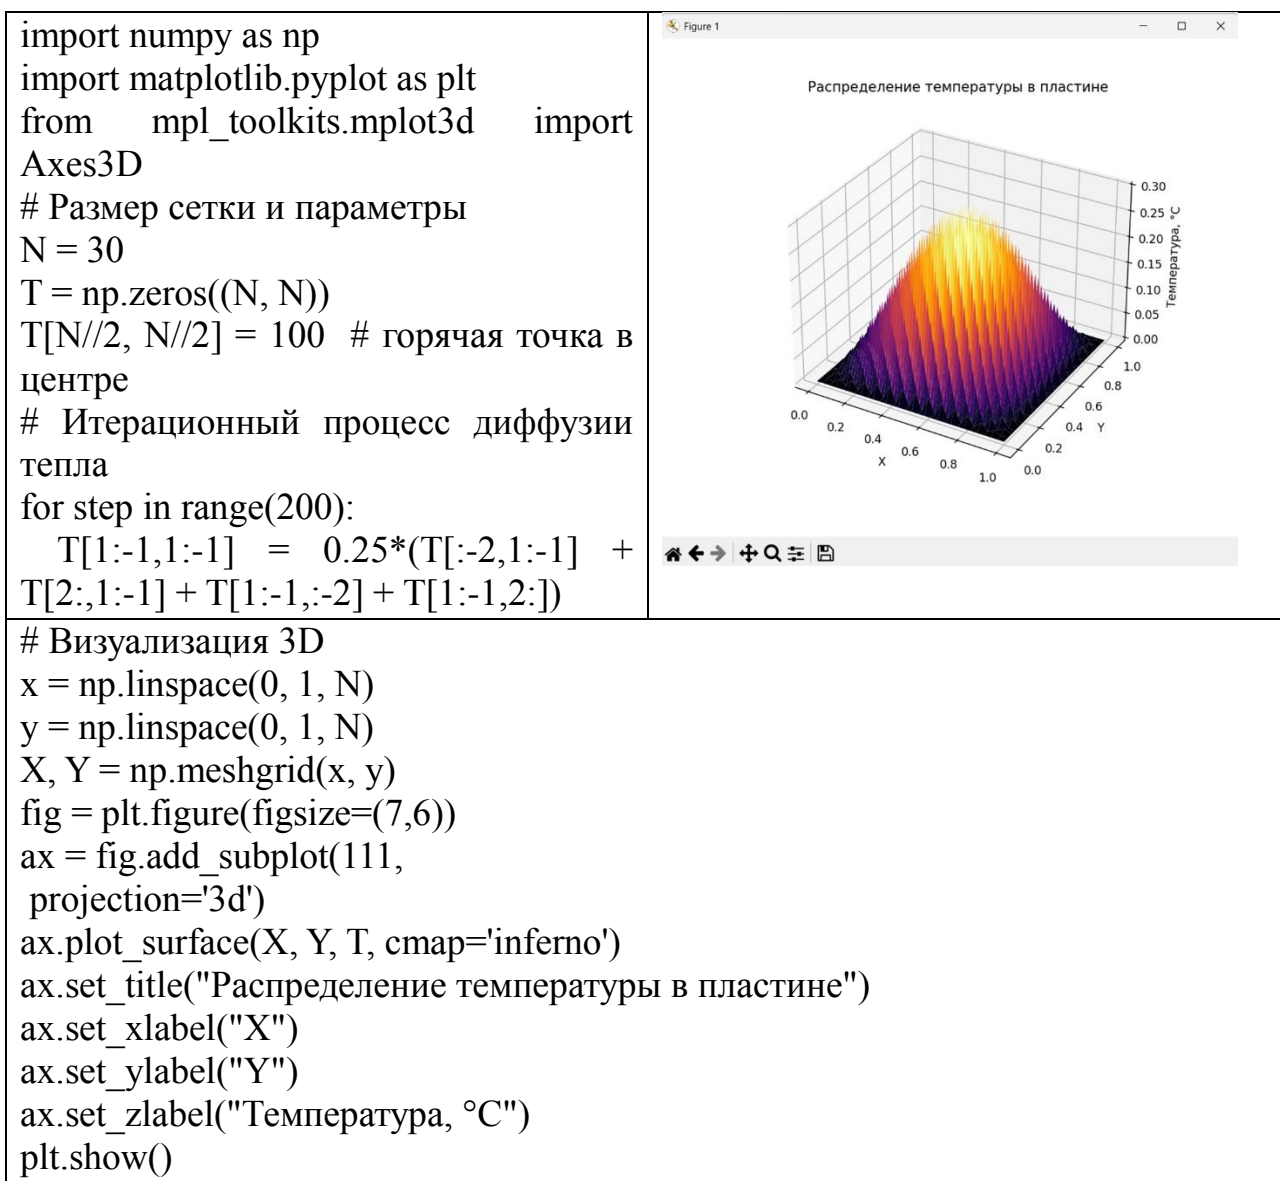 import numpy as np
import matplotlib.pyplot as plt
from mpl_toolkits.mplot3d import
Axes3D
# Размер сетки и параметры
N = 30
T = np.zeros((N, N))
T[N//2, N//2] = 100 # горячая точка в
центре
# Итерационный процесс диффузии
тепла
for step in range(200):
T[1:-1,1:-1] = 0.25*(T[:-2,1:-1] +
T[2:,1:-1] + T[1:-1,:-2] + T[1:-1,2:])
Figure 1
Распределение температуры в пластине
0.30
0.25
0.20
0.15
0.10
0.05
0.00
Температура, °C
1.0
0.8
0.6
0.4
0.2
0.0
Y
0.0
0.2
0.4
0.6
0.8
1.0
X
# Визуализация 3D
x = np.linspace(0, 1, N)
y = np.linspace(0, 1, N)
X, Y = np.meshgrid(x, y)
fig = plt.figure(figsize=(7,6))
ax = fig.add_subplot(111,
projection='3d')
ax.plot_surface(X, Y, T, cmap='inferno')
ax.set_title("Распределение температуры в пластине")
ax.set_xlabel("X")
ax.set_ylabel("Y")
ax.set_zlabel("Температура, °C")
plt.show()